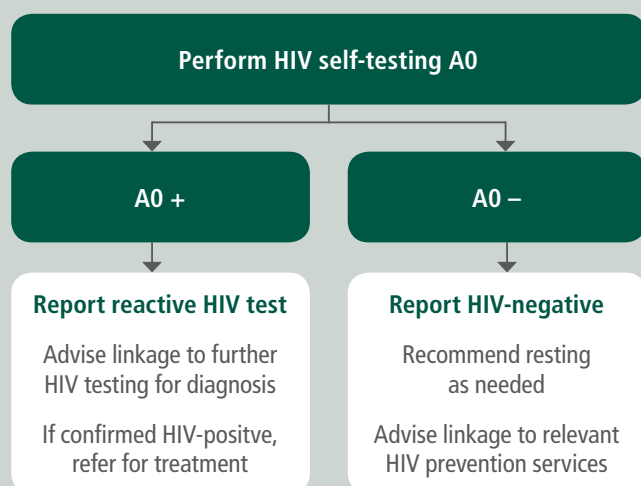 Perform HIV self-testing A0
A0 +
A0 –
Report reactive HIV test
Advise linkage to further
HIV testing for diagnosis
If confirmed HIV-positve,
refer for treatment
Report HIV-negative
Recommend resting
as needed
Advise linkage to relevant
HIV prevention services